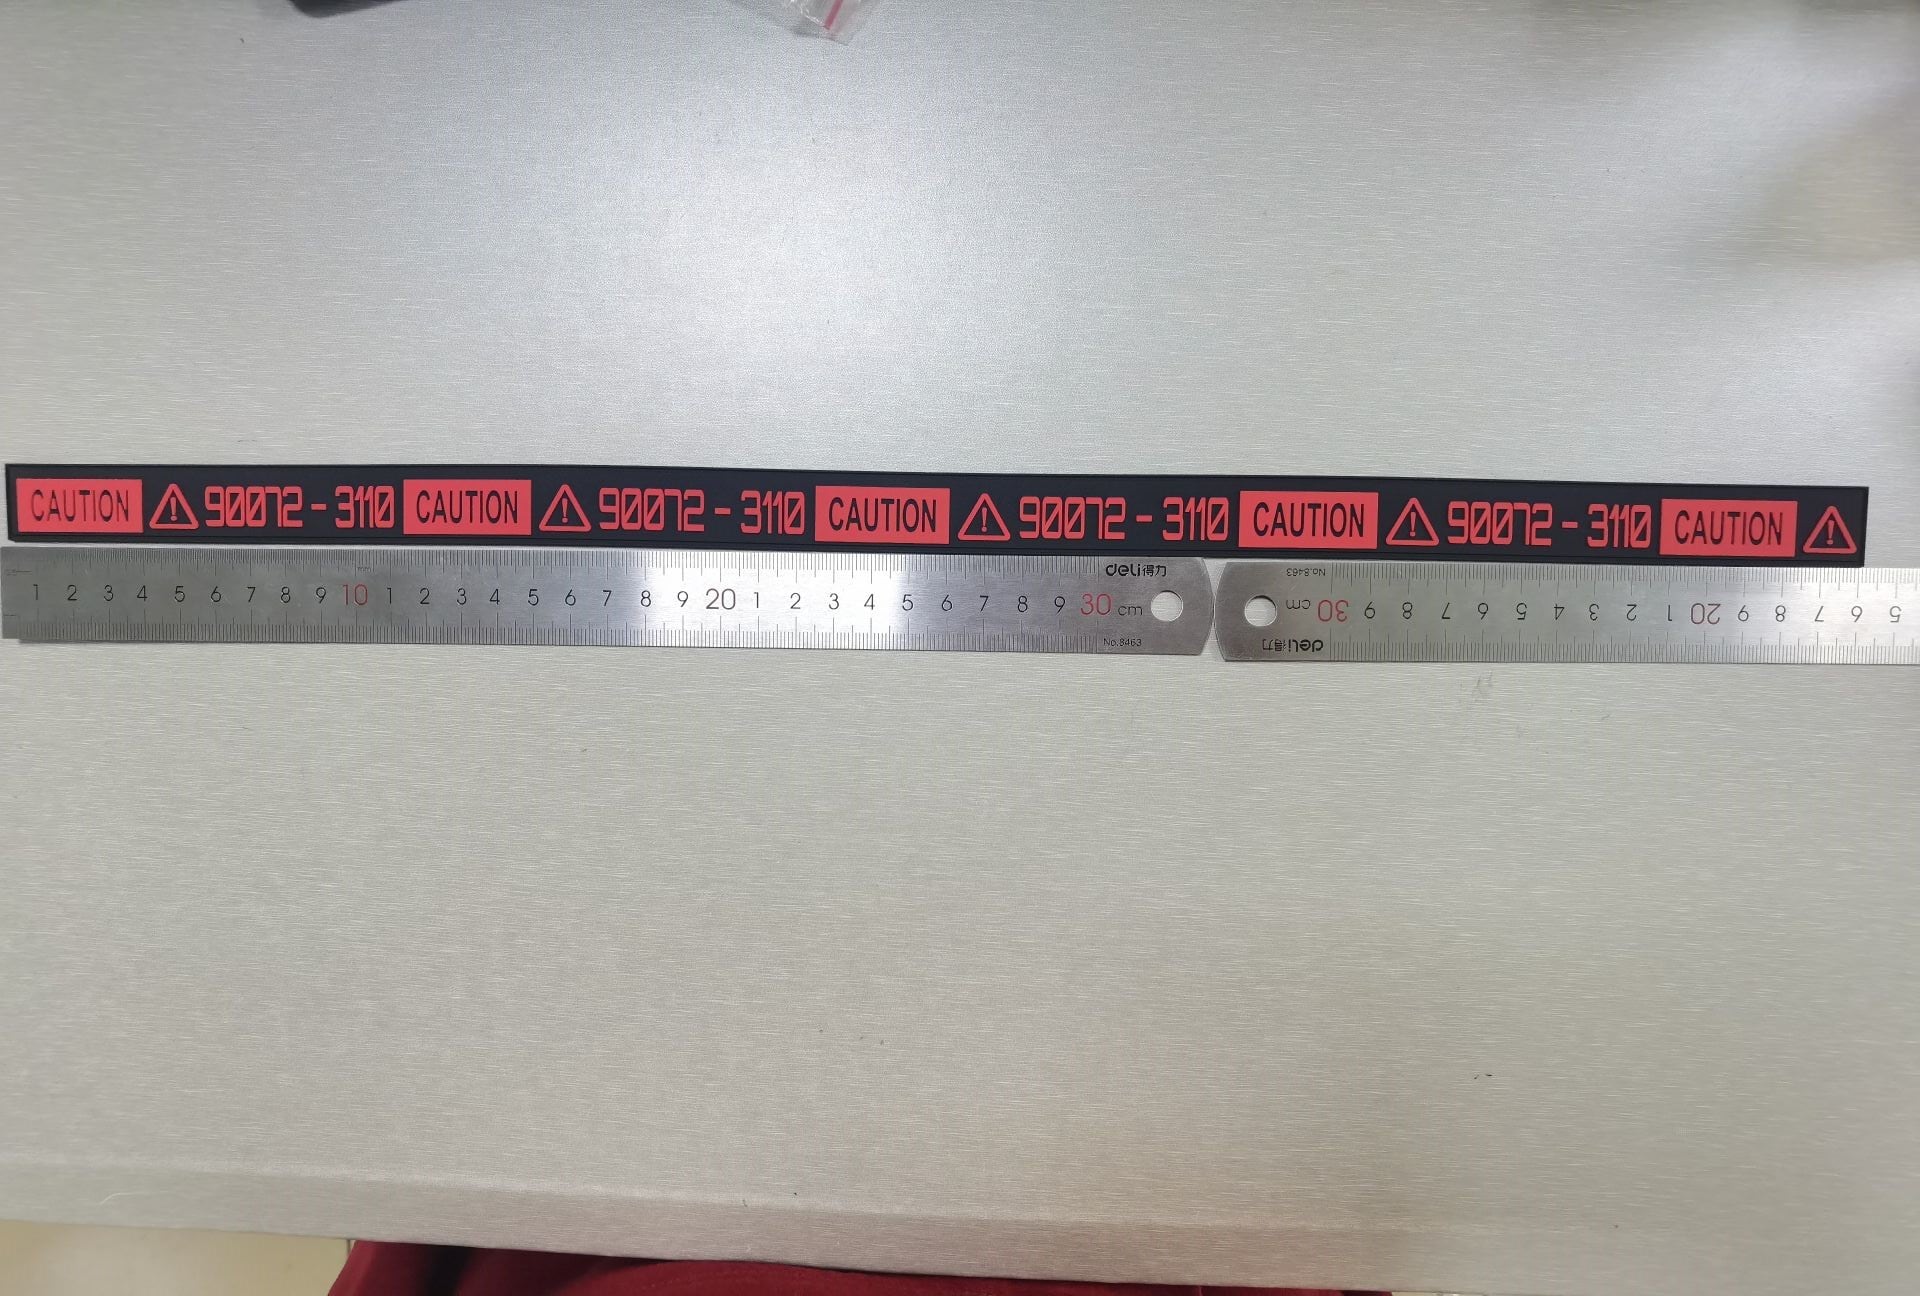 CAUTION 90072 - 3110 CAUTION 90072 - 3110 CAUTION 90072 - 3110 CAUTION 90072 - 3110 CAUTION
deli得力
1 2 3 4 5 6 7 8 9 10 1 2 3 4 5 6 7 8 9 20 1 2 3 4 5 6 7 8 9 30 cm
No.8463
No.8463
cm 30 9 8 7 6 5 4 3 2 1 20 9 8 7 6 5
deli得力